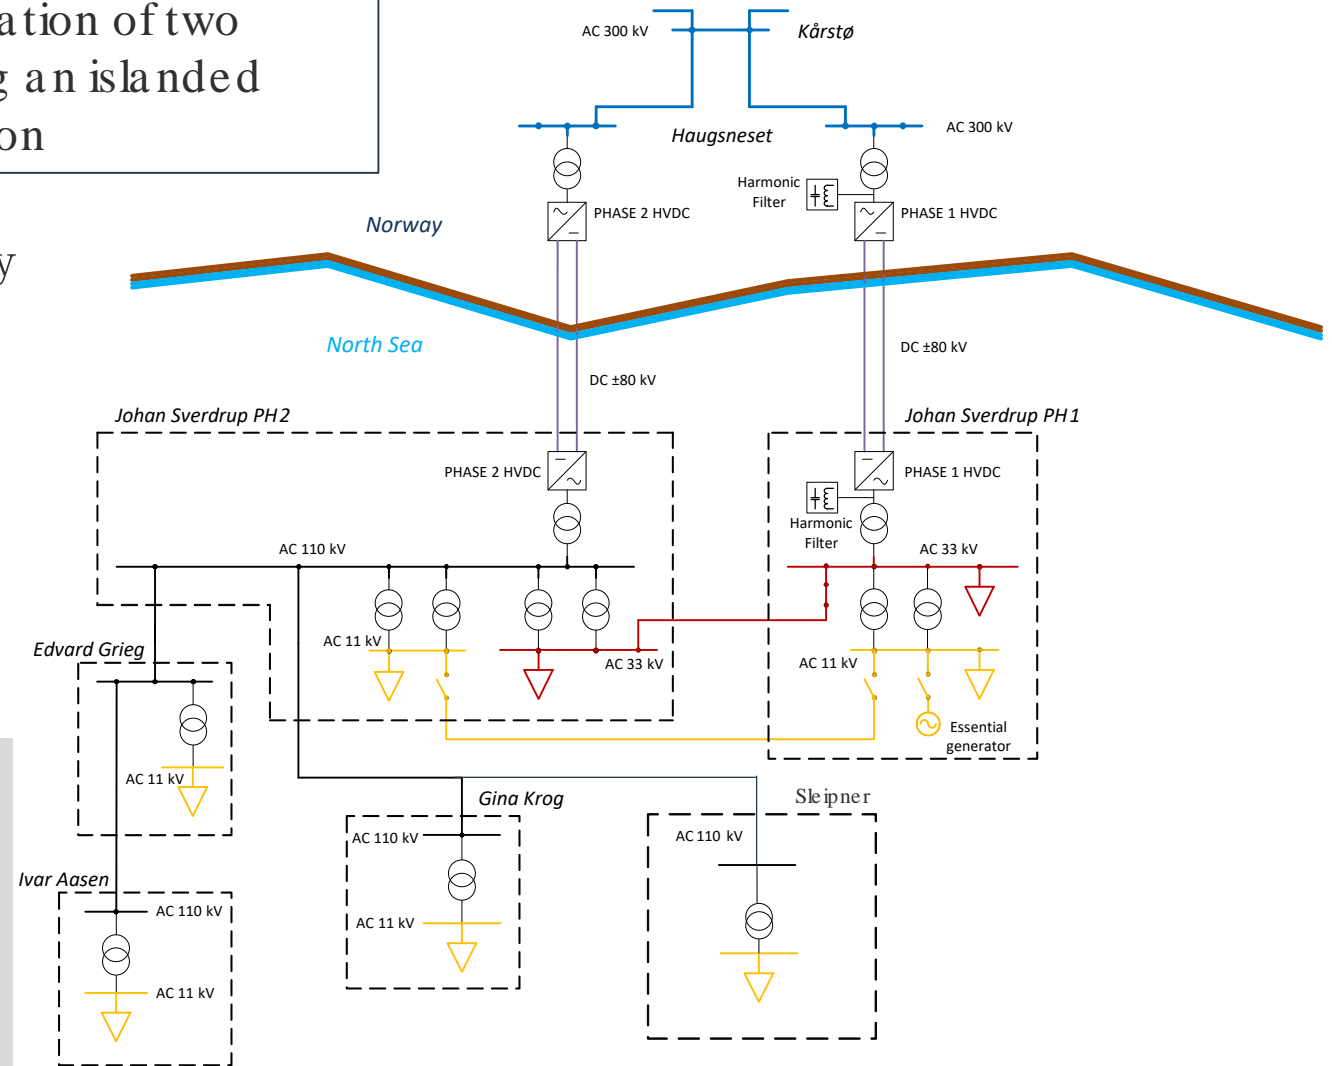 ation of two
g an islanded
on
y
AC 300 kV
Kårstø
Haugsneset
AC 300 kV
Harmonic
Filter
PHASE 2 HVDC
PHASE 1 HVDC
Norway
North Sea
DC ±80 kV
DC ±80 kV
Johan Sverdrup PH2
Johan Sverdrup PH1
PHASE 2 HVDC
PHASE 1 HVDC
Harmonic
Filter
AC 110 kV
AC 33 kV
AC 11 kV
AC 33 kV
AC 11 kV
Essential
generator
Edvard Grieg
AC 11 kV
Gina Krog
AC 110 kV
AC 11 kV
Sleipner
AC 110 kV
Ivar Aasen
AC 110 kV
AC 11 kV